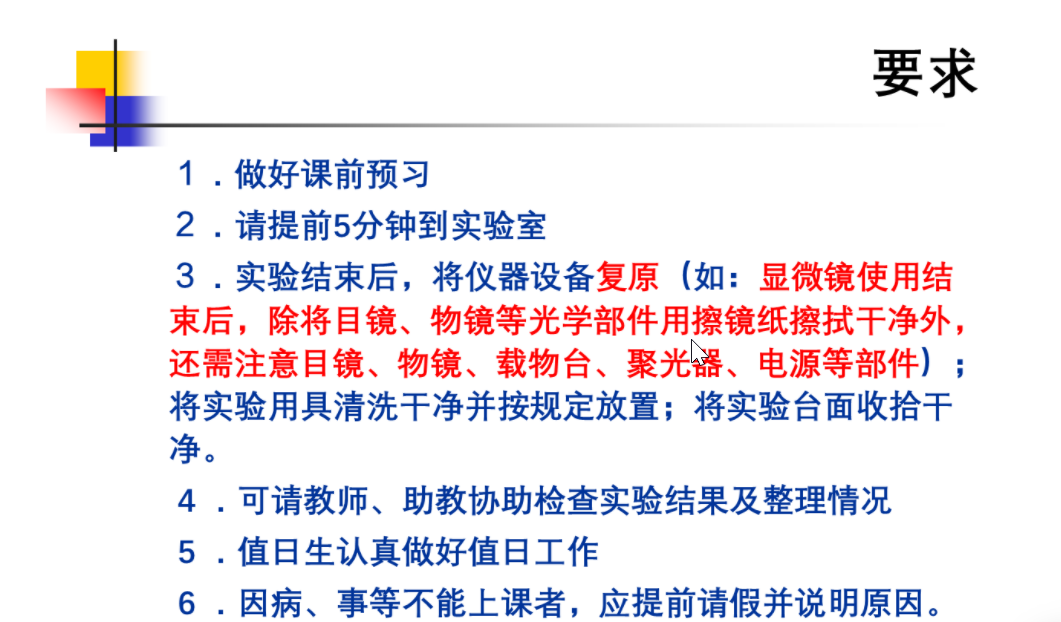 要求
1．做好课前预习
2．请提前5分钟到实验室
3．实验结束后，将仪器设备复原（如：显微镜使用结
束后，除将目镜、物镜等光学部件用擦镜纸擦拭干净外，
还需注意目镜、物镜、载物台、聚光器、电源等部件）；
将实验用具清洗干净并按规定放置；将实验台面收拾干
净。
4．可请教师、助教协助检查实验结果及整理情况
5．值日生认真做好值日工作
6．因病、事等不能上课者，应提前请假并说明原因。